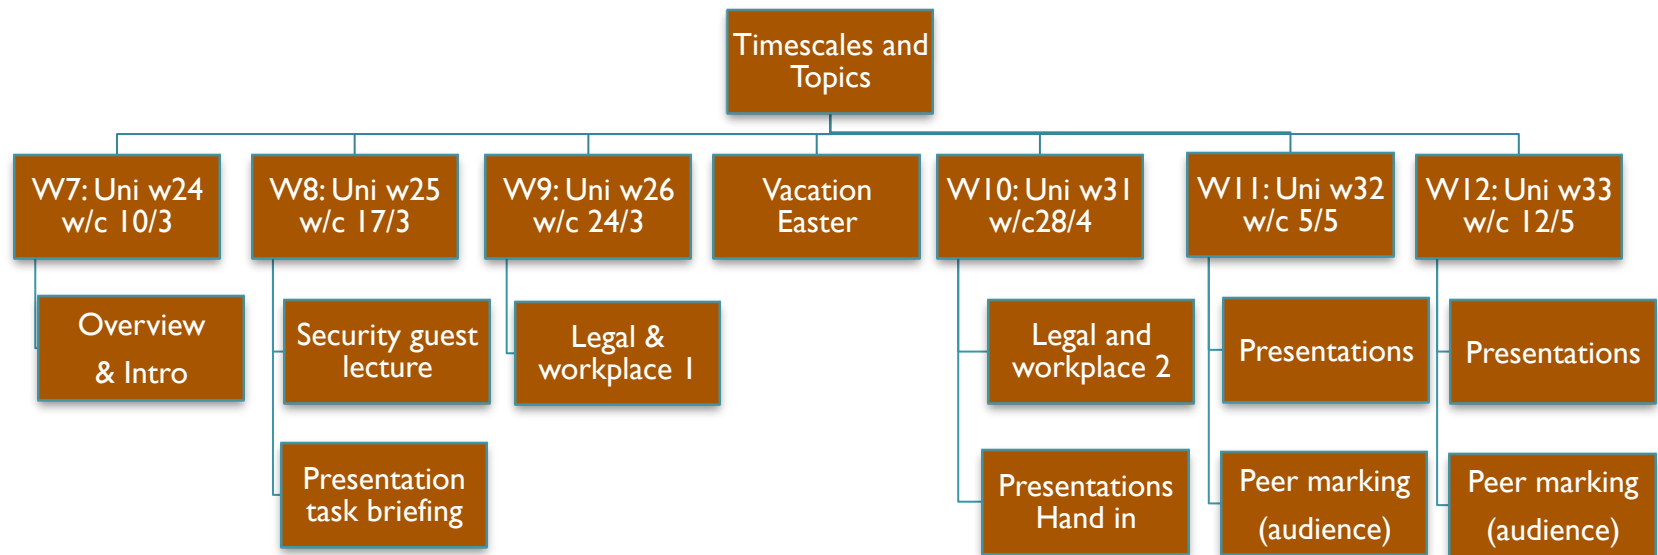 Timescales and
Topics
W7: Uni w24
w/c 10/3
W8: Uni w25
w/c 17/3
W9: Uni w26
w/c 24/3
Vacation
Easter
W10: Uni w31
w/c28/4
W11: Uni w32
w/c 5/5
W12: Uni w33
w/c 12/5
Overview
& Intro
Security guest
lecture
Presentation
task briefing
Legal &
workplace 1
Legal and
workplace 2
Presentations
Hand in
Presentations
Peer marking
(audience)
Presentations
Peer marking
(audience)